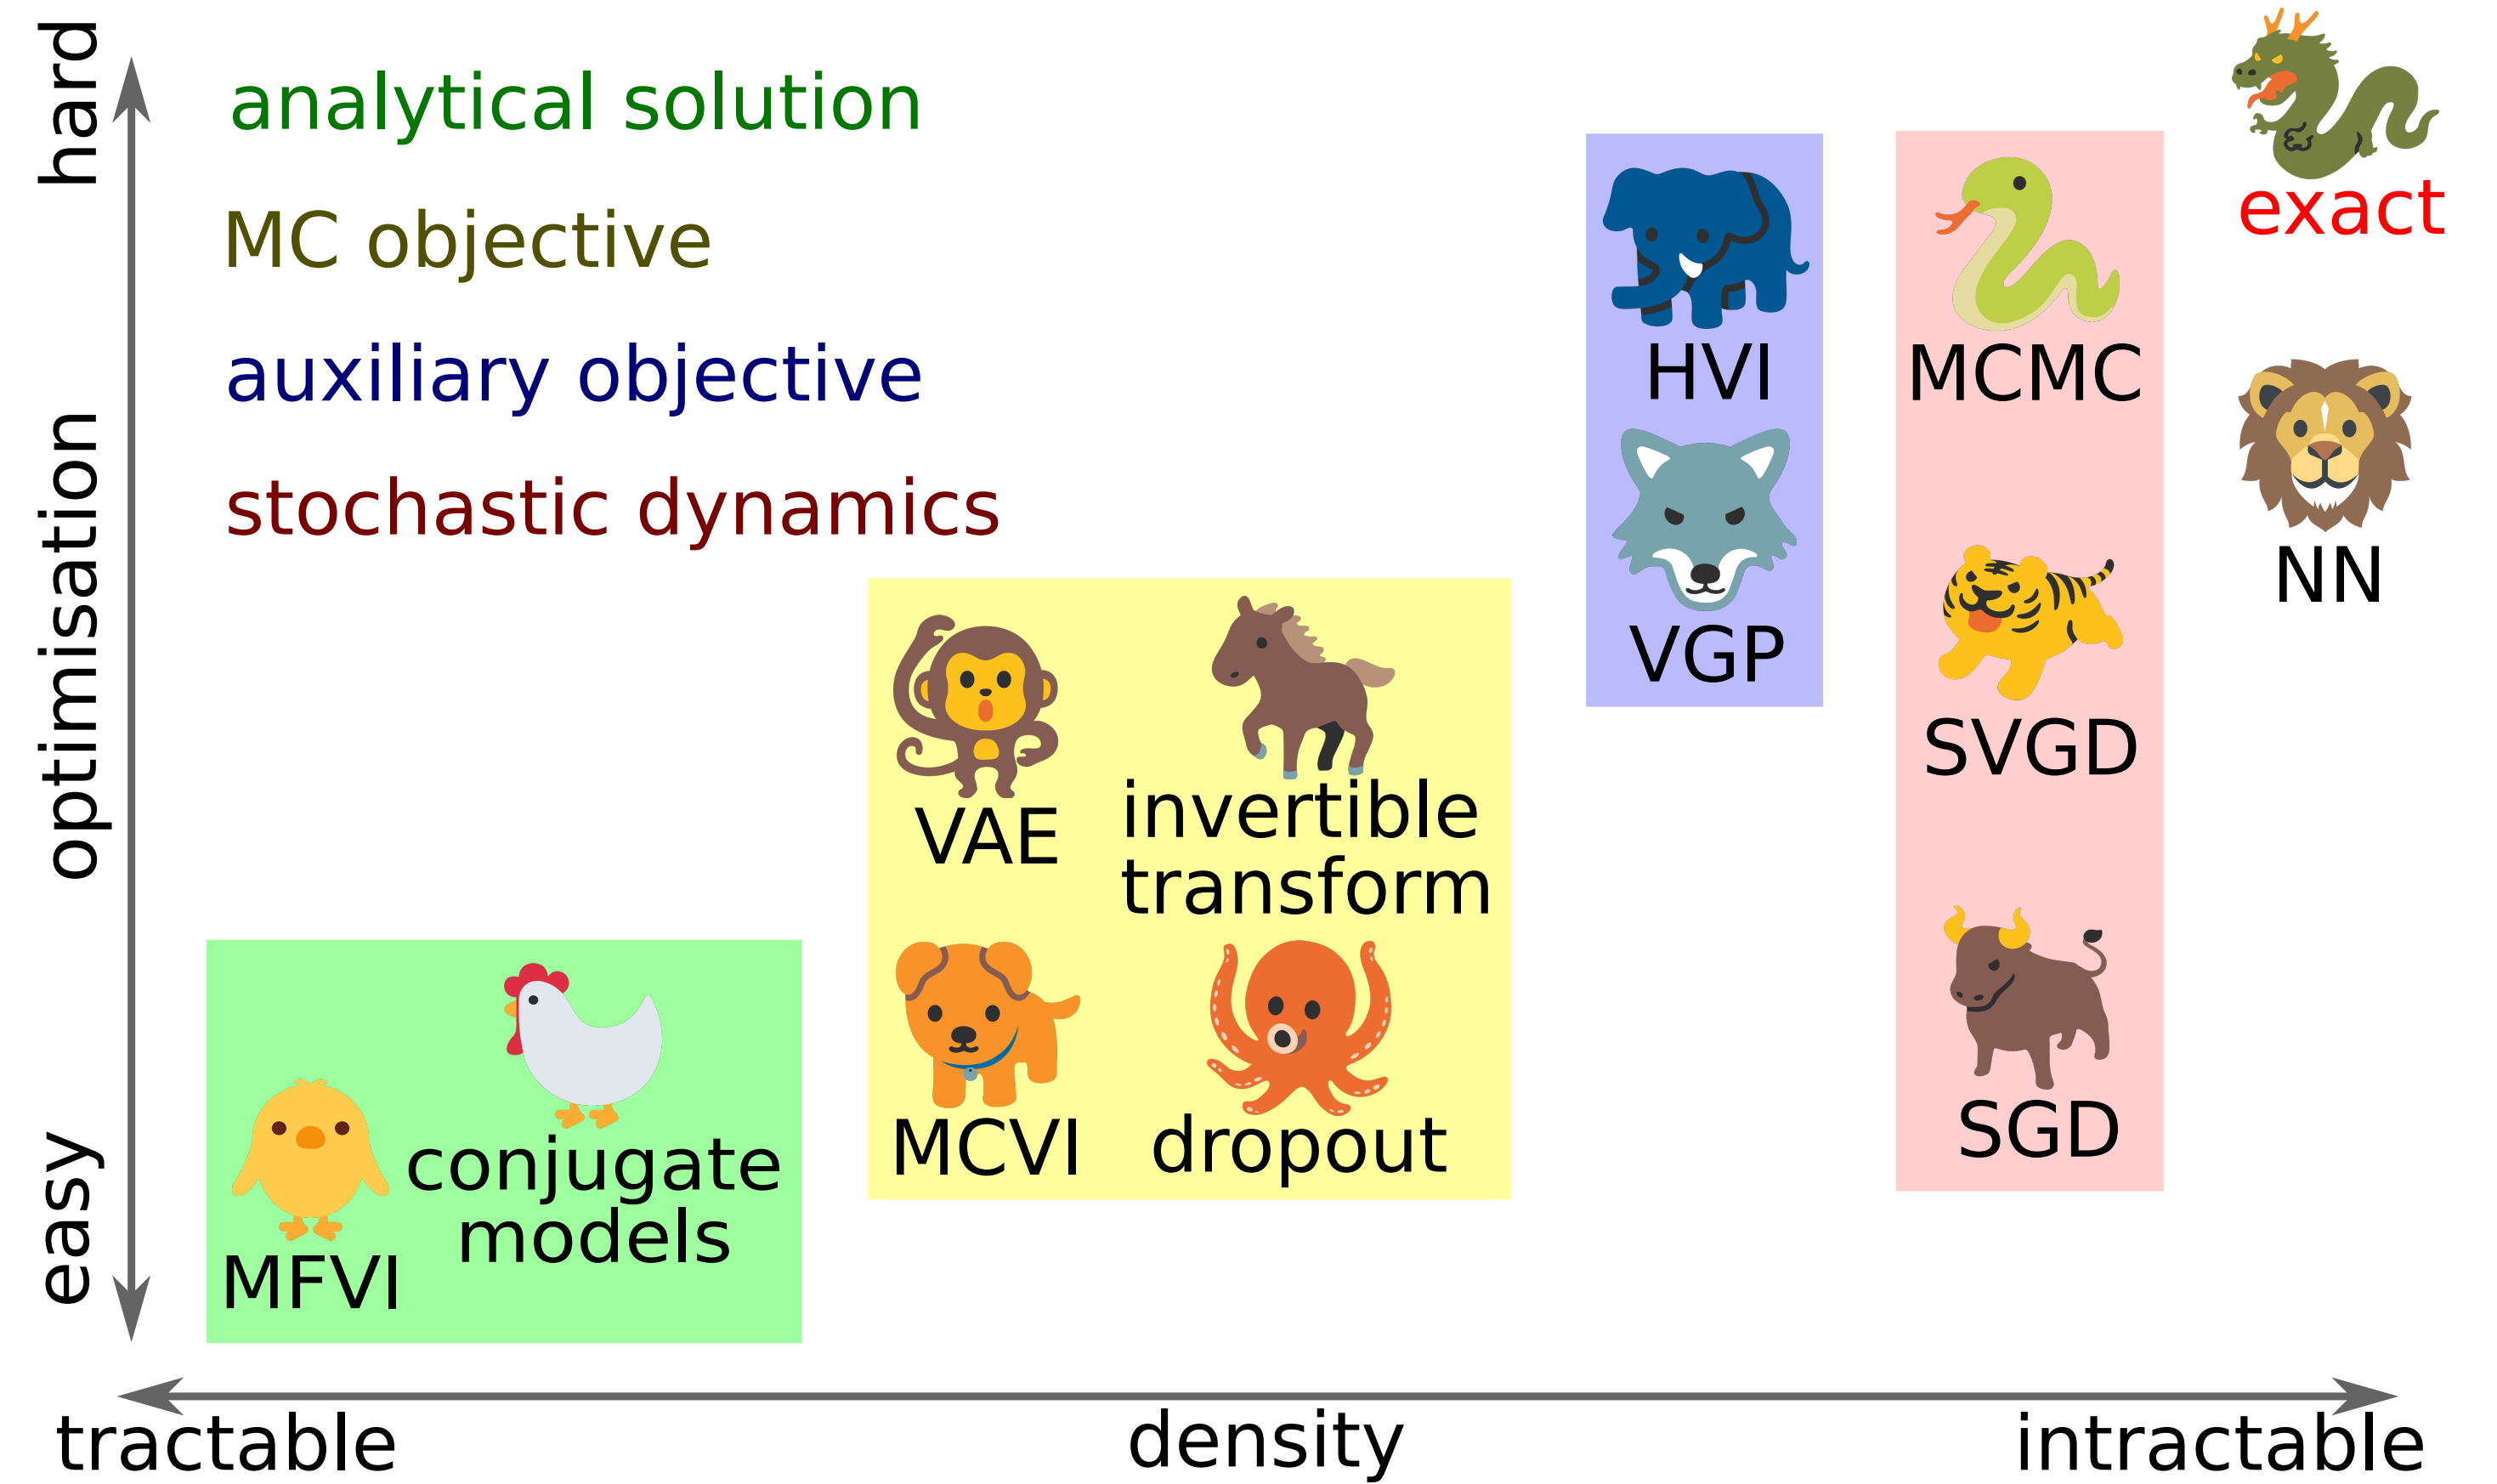 hard
optimisation
easy
analytical solution
MC objective
auxiliary objective
stochastic dynamics
exact
HVI
MCMC
NN
VGP
SVGD
VAE
invertible
transform
MCVI
dropout
SGD
conjugate
models
MFVI
tractable
density
intractable